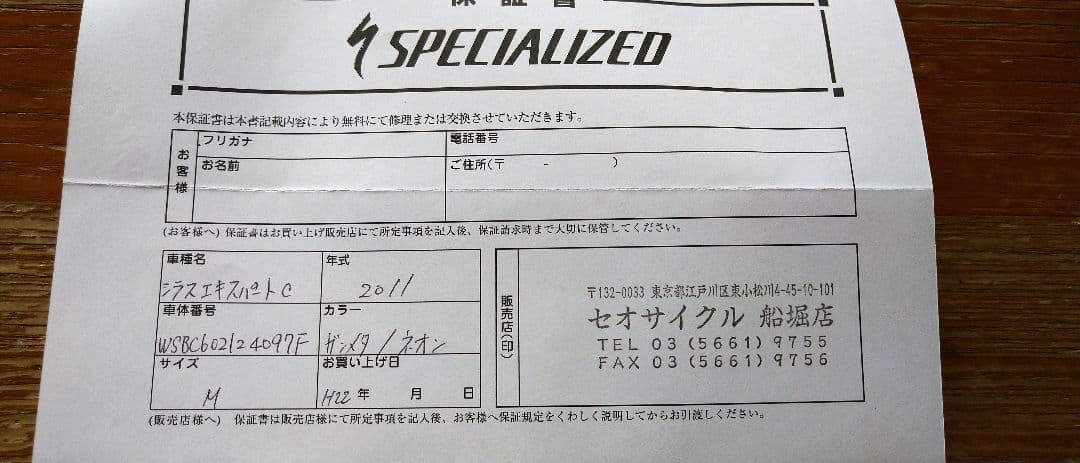 保証書
SPECIALIZED
本保証書は本書記載内容により無料にて修理または交換させていただきます。
お客様
フリガナ
電話番号
お名前
ご住所(〒 - )
(お客様へ) 保証書はお買い上げ販売店にて所定事項を記入後、保証請求時まで大切に保管してください。
車種名
年式
シラスエキスパートC
2011
車体番号
カラー
WSBC602124097F
ガンメタ/ネオン
サイズ
お買い上げ日
M
H22年 月 日
販売店(印)
〒132-0033 東京都江戸川区東小松川4-45-10-101
セオサイクル 船堀店
TEL 03 (5661) 9755
FAX 03 (5661) 9756
(販売店様へ) 保証書は販売店様にて所定事項を記入後、お客様へ保証規定をくわしく説明してからお引渡しください。